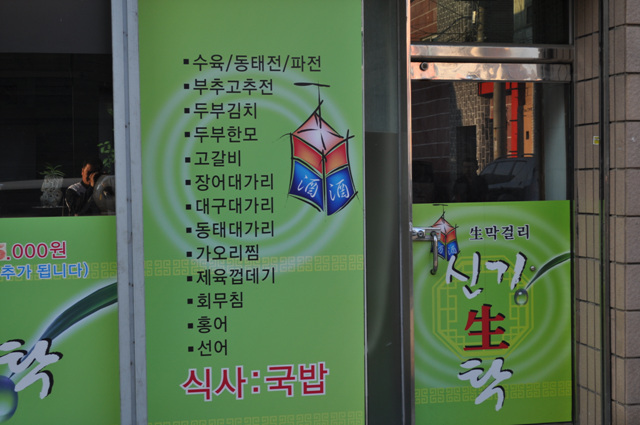 수육/동태전/파전
부추고추전
두부김치
두부한모
고갈비
장어대가리
대구대가리
동태대가리
가오리찜
제육껍데기
회무침
홍어
선어
식사:국밥
酒 酒
5.000원
추가 됩니다)
탁
生막걸리
신기
生
탁